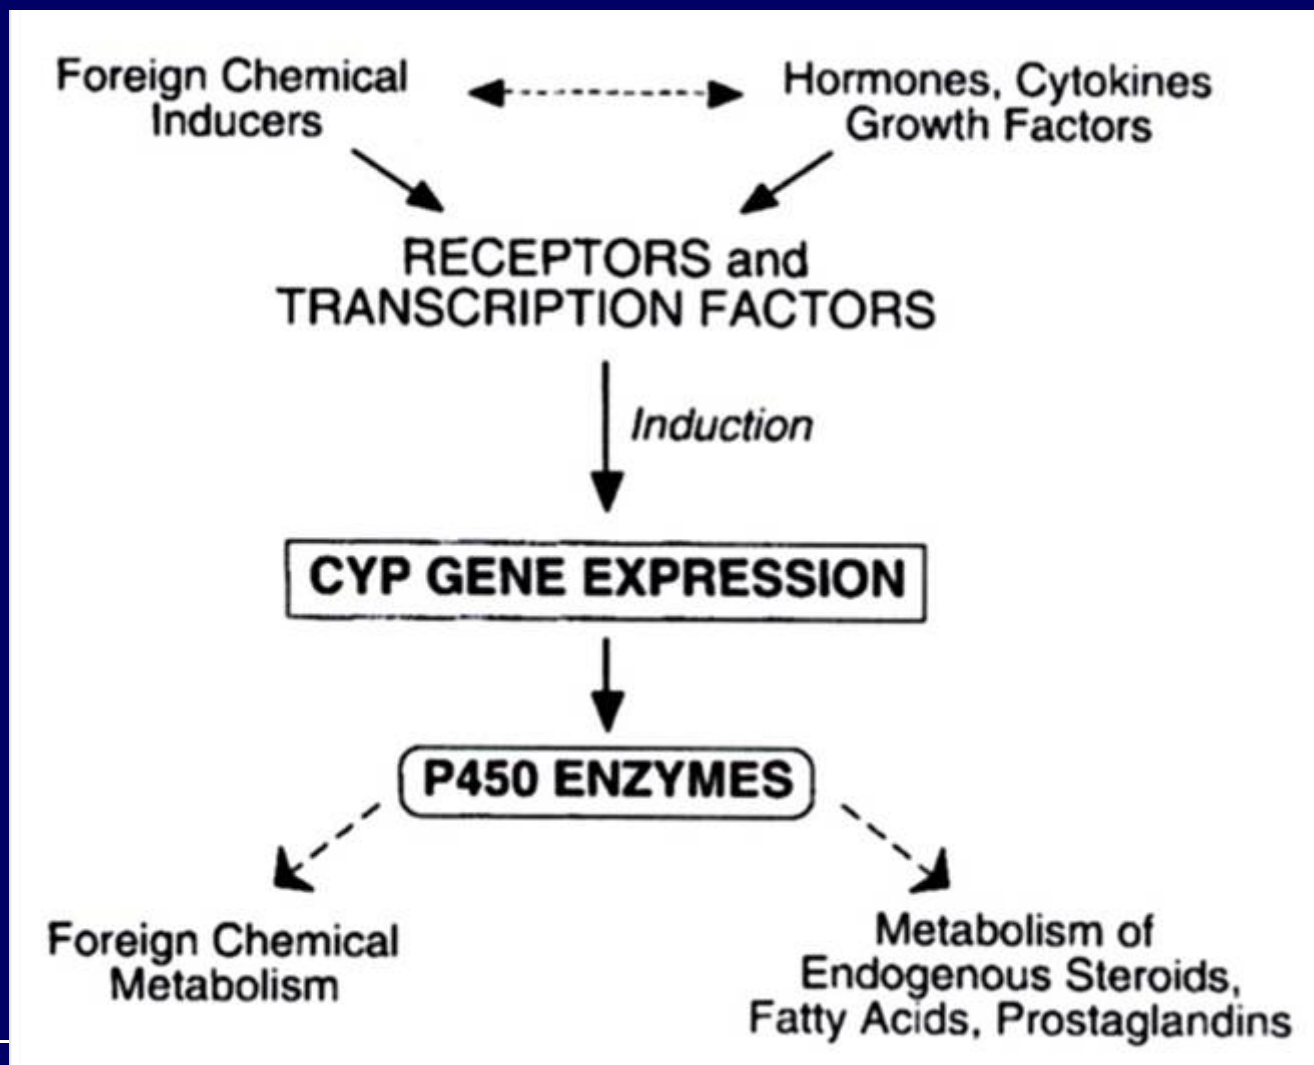 Foreign Chemical
Inducers
Hormones, Cytokines
Growth Factors
RECEPTORS and
TRANSCRIPTION FACTORS
Induction
CYP GENE EXPRESSION
P450 ENZYMES
Foreign Chemical
Metabolism
Metabolism of
Endogenous Steroids,
Fatty Acids, Prostaglandins